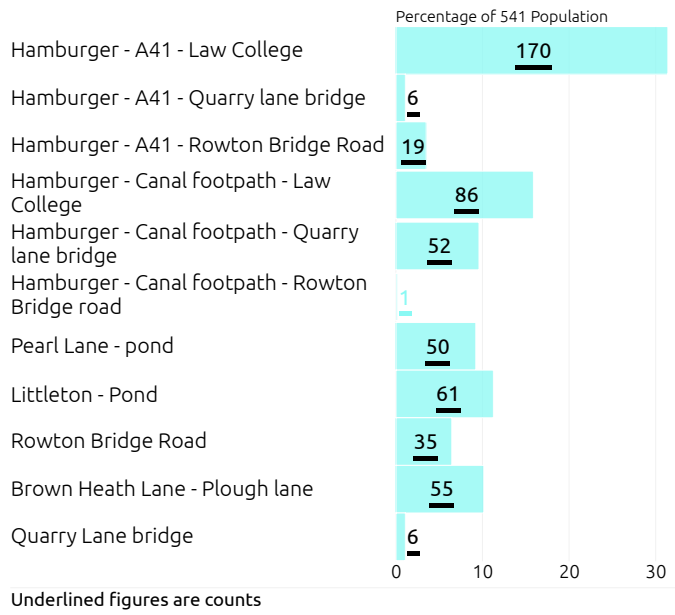 Percentage of 541 Population
Hamburger - A41 - Law College
170
Hamburger - A41 - Quarry lane bridge
6
Hamburger - A41 - Rowton Bridge Road
19
Hamburger - Canal footpath - Law
College
86
Hamburger - Canal footpath - Quarry
lane bridge
52
Hamburger - Canal footpath - Rowton
Bridge road
1
Pearl Lane - pond
50
Littleton - Pond
61
Rowton Bridge Road
35
Brown Heath Lane - Plough lane
55
Quarry Lane bridge
6
0 10 20 30
Underlined figures are counts